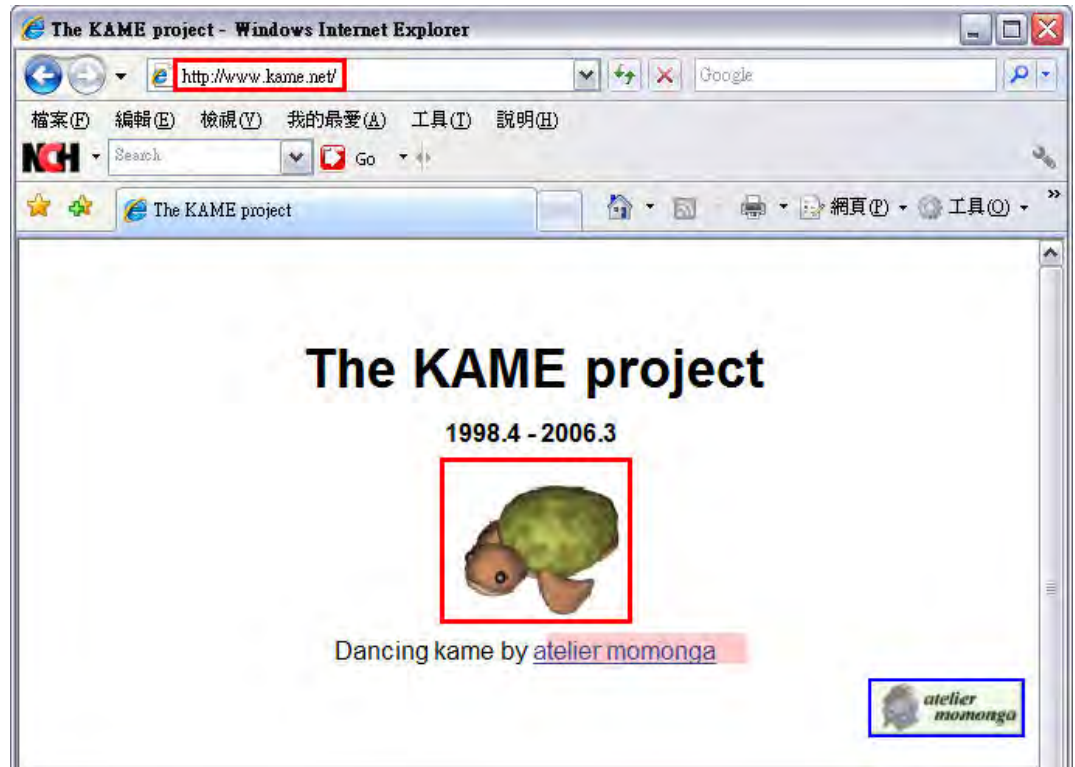 The KAME project - Windows Internet Explorer
http://www.kame.net/
Google
檔案(F) 編輯(E) 檢視(V) 我的最愛(A) 工具(T) 說明(H)
NCH Search Go
The KAME project 網頁(P) 工具(O) »
The KAME project
1998.4 - 2006.3
Dancing kame by atelier momonga
atelier
momonga